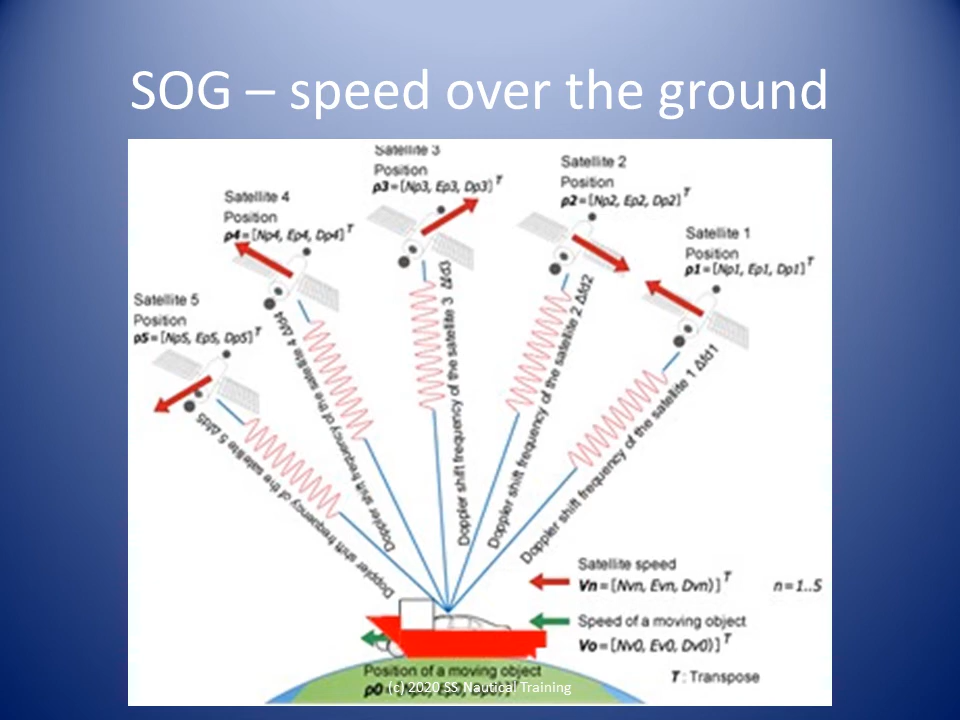 SOG – speed over the ground
Satellite 3
Position
ρ3=[Np3, Ep3, Dp3]ᵀ
Satellite 2
Position
ρ2=[Np2, Ep2, Dp2]ᵀ
Satellite 4
Position
ρ4=[Np4, Ep4, Dp4]ᵀ
Satellite 1
Position
ρ1=[Np1, Ep1, Dp1]ᵀ
Satellite 5
Position
ρ5=[Np5, Ep5, Dp5]ᵀ
Doppler shift frequency of the satellite 5 Δfd5
Doppler shift frequency of the satellite 4 Δfd4
Doppler shift frequency of the satellite 3 Δfd3
Doppler shift frequency of the satellite 2 Δfd2
Doppler shift frequency of the satellite 1 Δfd1
Satellite speed
Vn=[Nvn, Evn, Dvn)]ᵀ n=1..5
Speed of a moving object
Vo=[Nv0, Ev0, Dv0)]ᵀ
Position of a moving object
T : Transpose
ρ0
(c) 2020 SS Nautical Training